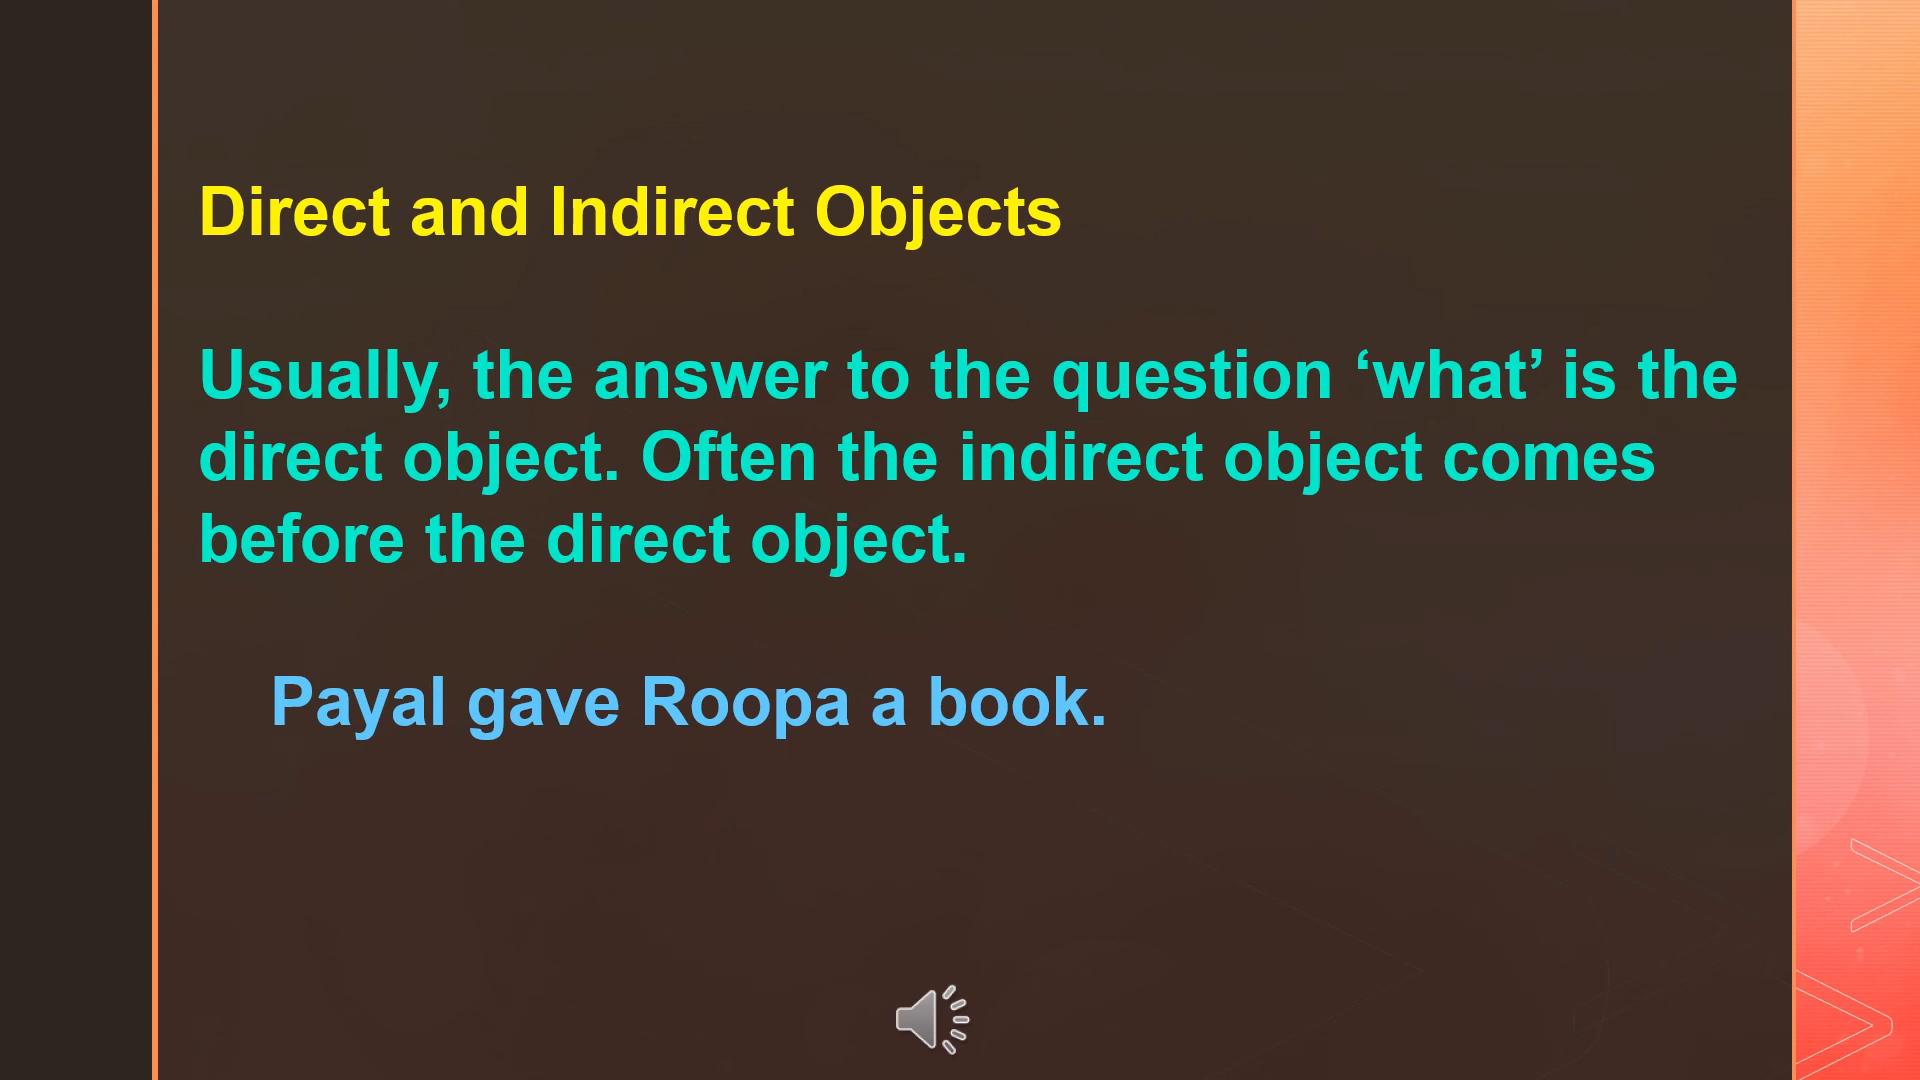 Direct and Indirect Objects
Usually, the answer to the question ‘what’ is the
direct object. Often the indirect object comes
before the direct object.
Payal gave Roopa a book.